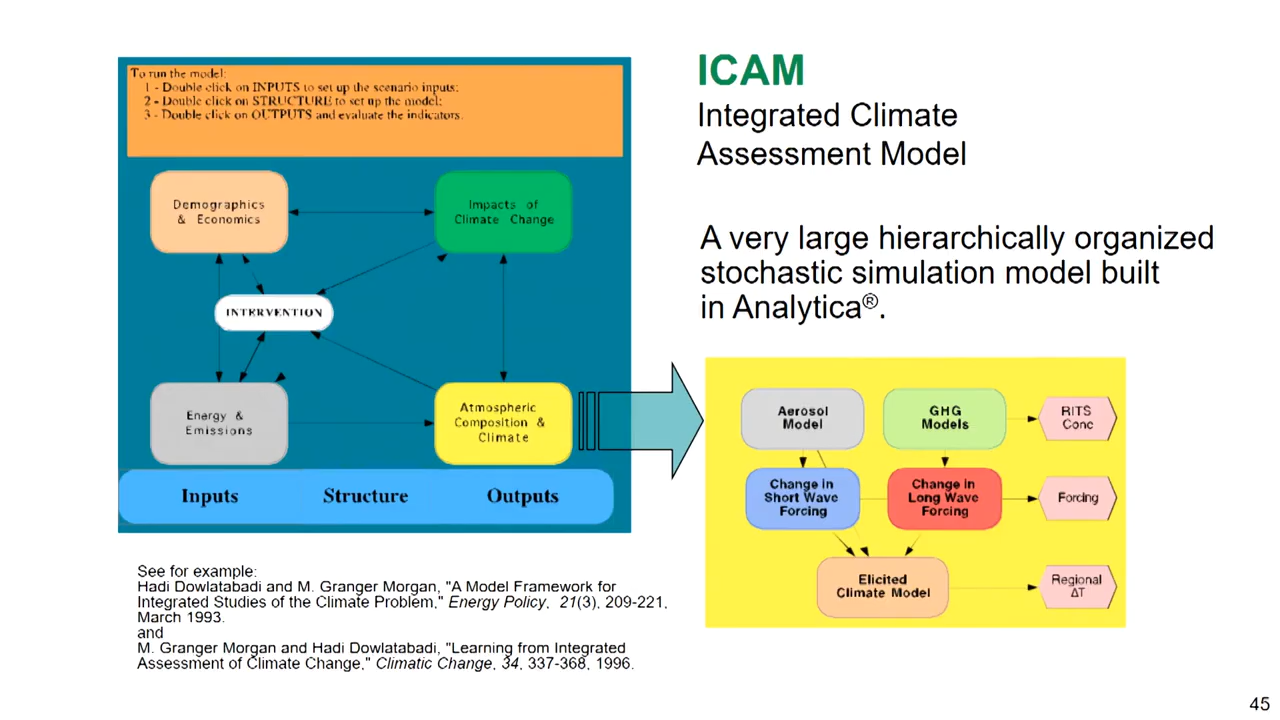 To run the model:
1 - Double click on INPUTS to set up the scenario inputs;
2 - Double click on STRUCTURE to set up the model;
3 - Double click on OUTPUTS and evaluate the indicators.
Demographics
& Economics
Impacts of
Climate Change
INTERVENTION
Energy &
Emissions
Atmospheric
Composition &
Climate
Inputs Structure Outputs
See for example:
Hadi Dowlatabadi and M. Granger Morgan, "A Model Framework for
Integrated Studies of the Climate Problem," Energy Policy, 21(3), 209-221,
March 1993.
and
M. Granger Morgan and Hadi Dowlatabadi, "Learning from Integrated
Assessment of Climate Change," Climatic Change, 34, 337-368, 1996.
ICAM
Integrated Climate
Assessment Model
A very large hierarchically organized
stochastic simulation model built
in Analytica®.
Aerosol
Model
GHG
Models
RITS
Conc
Change in
Short Wave
Forcing
Change in
Long Wave
Forcing
Forcing
Elicited
Climate Model
Regional
ΔT
45